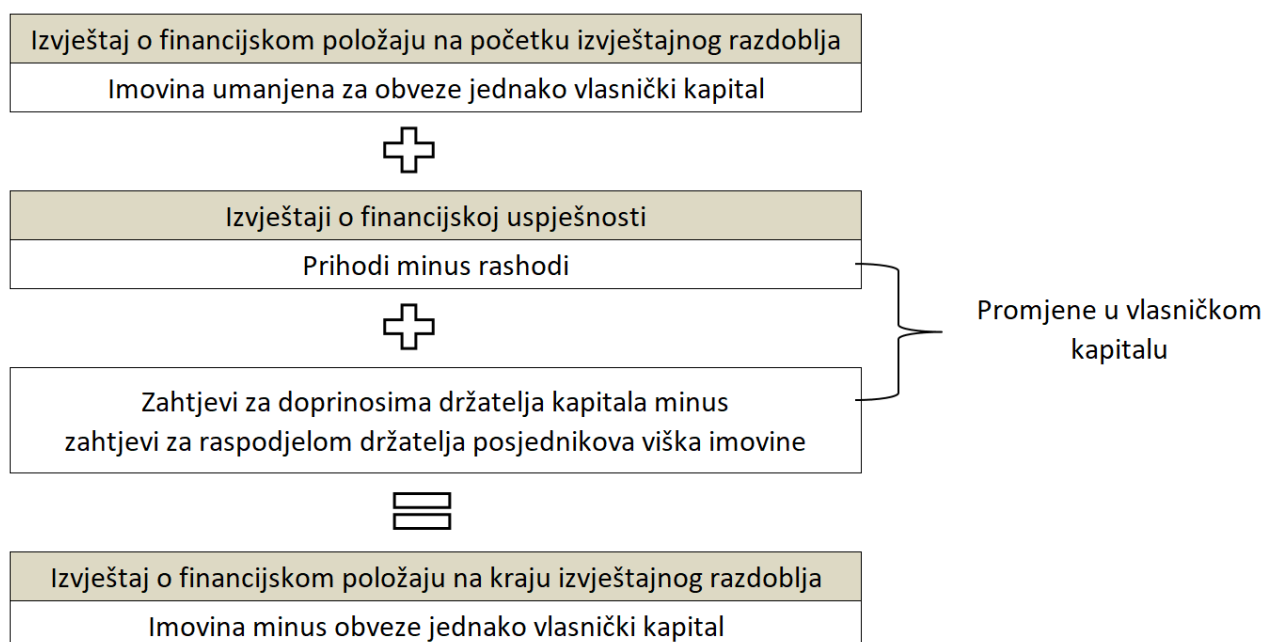 Izvještaj o financijskom položaju na početku izvještajnog razdoblja
Imovina umanjena za obveze jednako vlasnički kapital
Izvještaji o financijskoj uspješnosti
Prihodi minus rashodi
Zahtjevi za doprinosima držatelja kapitala minus
zahtjevi za raspodjelom držatelja posjednikova viška imovine
Promjene u vlasničkom
kapitalu
Izvještaj o financijskom položaju na kraju izvještajnog razdoblja
Imovina minus obveze jednako vlasnički kapital